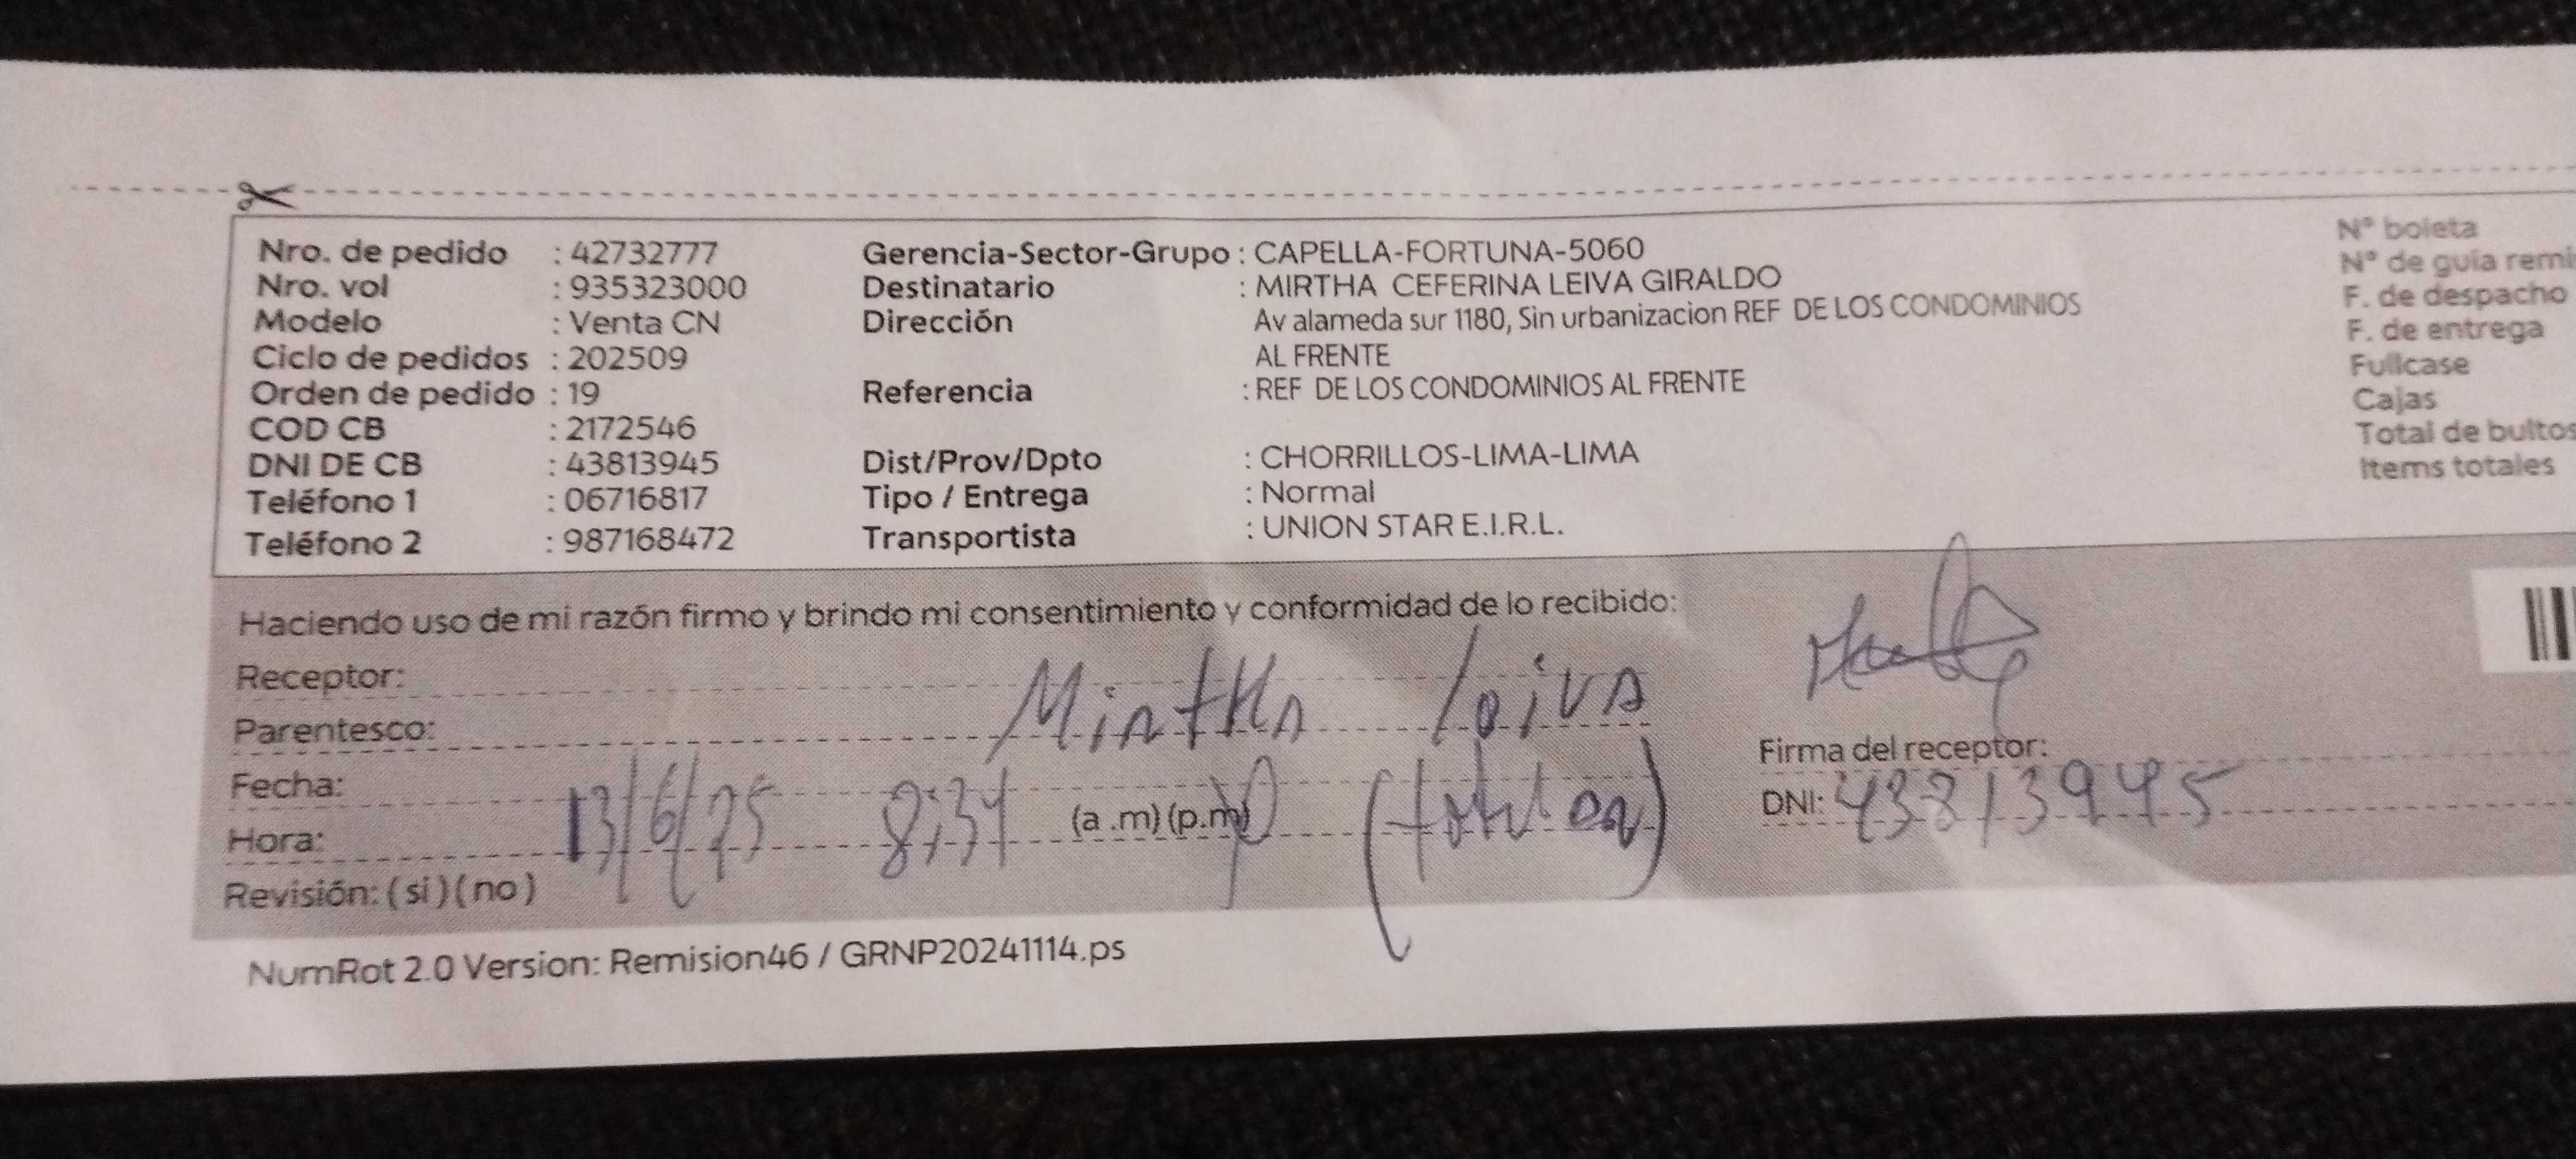 Nro. de pedido : 42732777 Gerencia-Sector-Grupo : CAPELLA-FORTUNA-5060 N° boleta
Nro. vol : 935323000 Destinatario : MIRTHA CEFERINA LEIVA GIRALDO N° de guia remi
Modelo : Venta CN Dirección Av alameda sur 1180, Sin urbanizacion REF DE LOS CONDOMINIOS F. de despacho
Ciclo de pedidos : 202509 AL FRENTE F. de entrega
Orden de pedido : 19 Referencia : REF DE LOS CONDOMINIOS AL FRENTE Fullcase
COD CB : 2172546 Cajas
DNI DE CB : 43813945 Dist/Prov/Dpto : CHORRILLOS-LIMA-LIMA Total de bultos
Teléfono 1 : 06716817 Tipo / Entrega : Normal Items totales
Teléfono 2 : 987168472 Transportista : UNION STAR E.I.R.L.
Haciendo uso de mi razón firmo y brindo mi consentimiento y conformidad de lo recibido:
Receptor:
Parentesco: Mirtha leiva
Firma del receptor:
Fecha:
DNI: 43813945
Hora: 13/6/25 8:34 (a .m) (p.m)
Revisión: ( si ) ( no )
NumRot 2.0 Version: Remision46 / GRNP20241114.ps